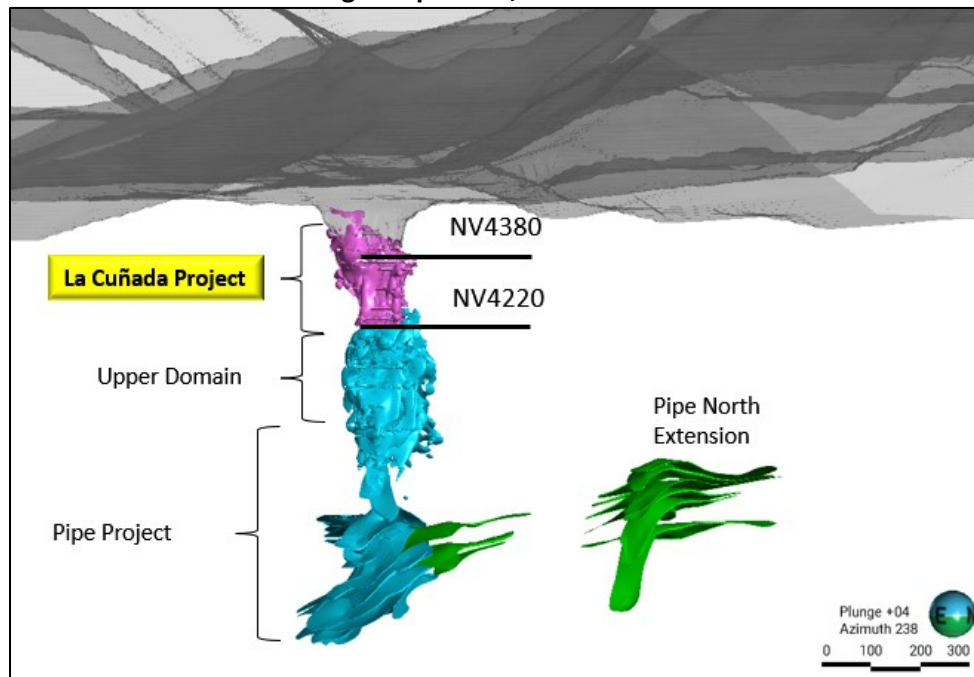 NV4380
La Cuñada Project
NV4220
Upper Domain
Pipe North
Extension
Pipe Project
Plunge +04
Azimuth 238
E N
0 100 200 300